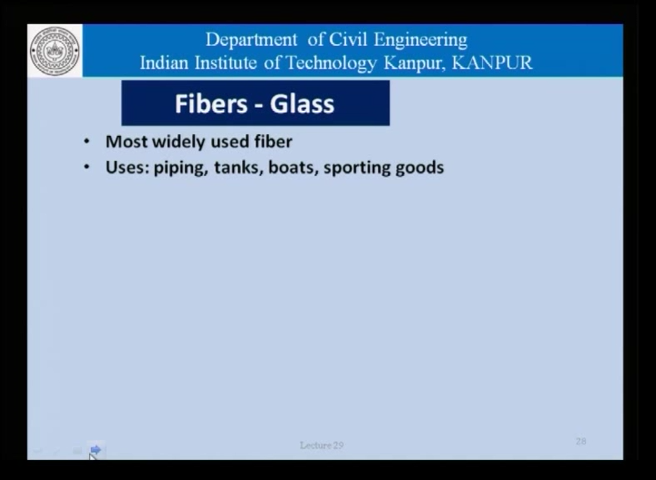 Department of Civil Engineering
Indian Institute of Technology Kanpur, KANPUR
Fibers - Glass
• Most widely used fiber
• Uses: piping, tanks, boats, sporting goods
Lecture 29